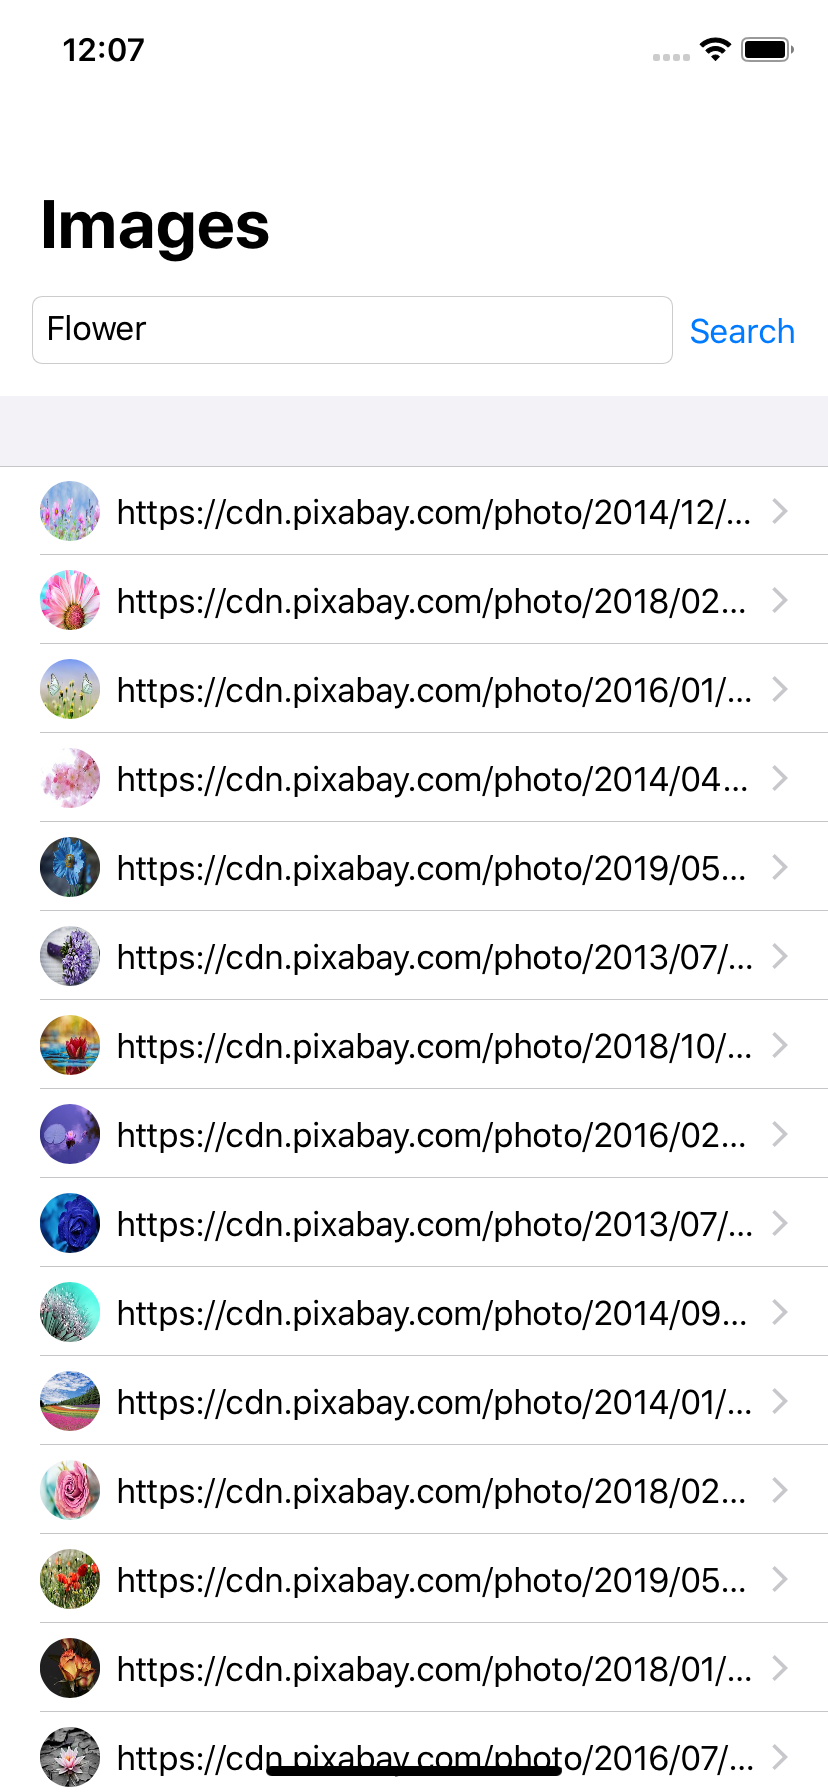 12:07
Images
Flower
Search
https://cdn.pixabay.com/photo/2014/12/...
https://cdn.pixabay.com/photo/2018/02...
https://cdn.pixabay.com/photo/2016/01/...
https://cdn.pixabay.com/photo/2014/04...
https://cdn.pixabay.com/photo/2019/05...
https://cdn.pixabay.com/photo/2013/07/...
https://cdn.pixabay.com/photo/2018/10/...
https://cdn.pixabay.com/photo/2016/02...
https://cdn.pixabay.com/photo/2013/07/...
https://cdn.pixabay.com/photo/2014/09...
https://cdn.pixabay.com/photo/2014/01/...
https://cdn.pixabay.com/photo/2018/02...
https://cdn.pixabay.com/photo/2019/05...
https://cdn.pixabay.com/photo/2018/01/...
https://cdn.pixabay.com/photo/2016/07/...